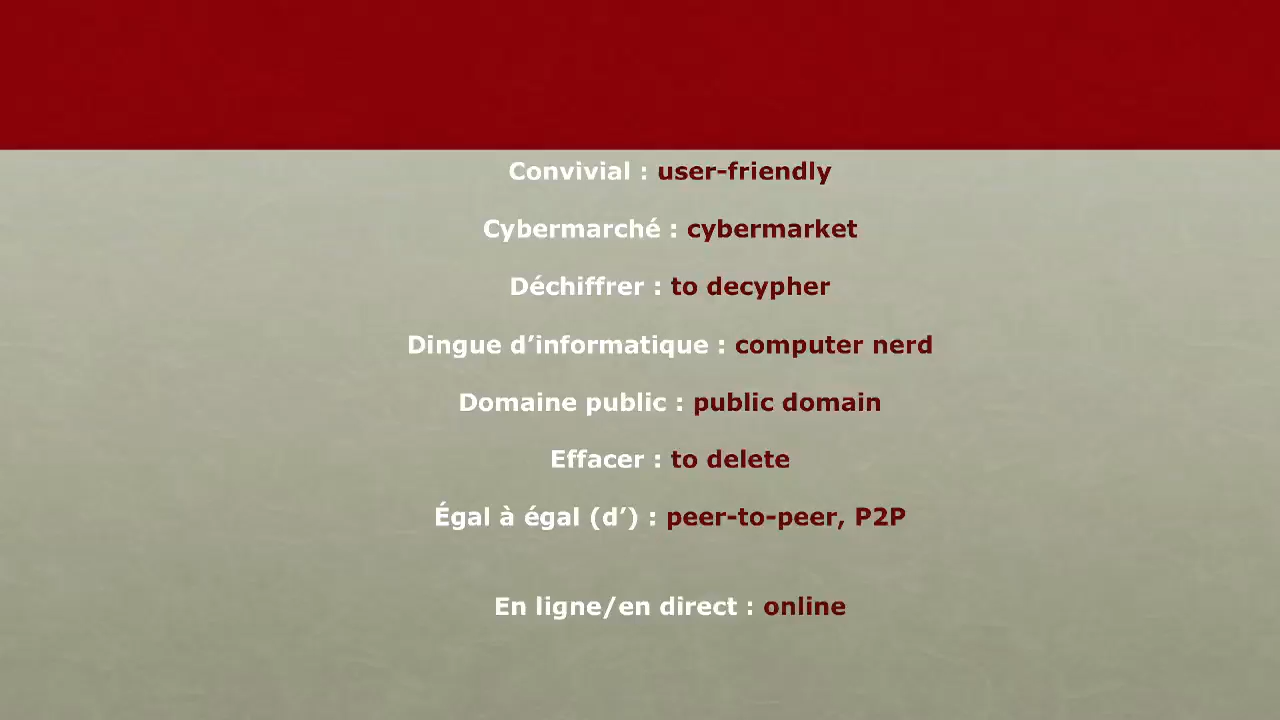 Convivial : user-friendly
Cybermarché : cybermarket
Déchiffrer : to decypher
Dingue d’informatique : computer nerd
Domaine public : public domain
Effacer : to delete
Égal à égal (d’) : peer-to-peer, P2P
En ligne/en direct : online